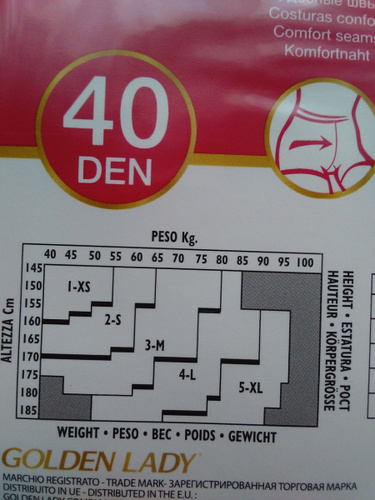 Costuras confo
Comfort seams
Komfortnaht
40
DEN
PESO Kg.
40 45 50 55 60 65 70 75 80 85 90 95 100
145
150
155
160
165
170
175
180
185
ALTEZZA Cm
1-XS
2-S
3-M
4-L
5-XL
HEIGHT • ESTATURA • РОСТ
HAUTEUR • KÖRPERGRÖSSE
WEIGHT • PESO • ВЕС • POIDS • GEWICHT
GOLDEN LADY
MARCHIO REGISTRATO - TRADE MARK- ЗАРЕГИСТРИРОВАННАЯ ТОРГОВАЯ МАРКА
DISTRIBUITO IN UE - DISTRIBUTED IN THE E.U.: